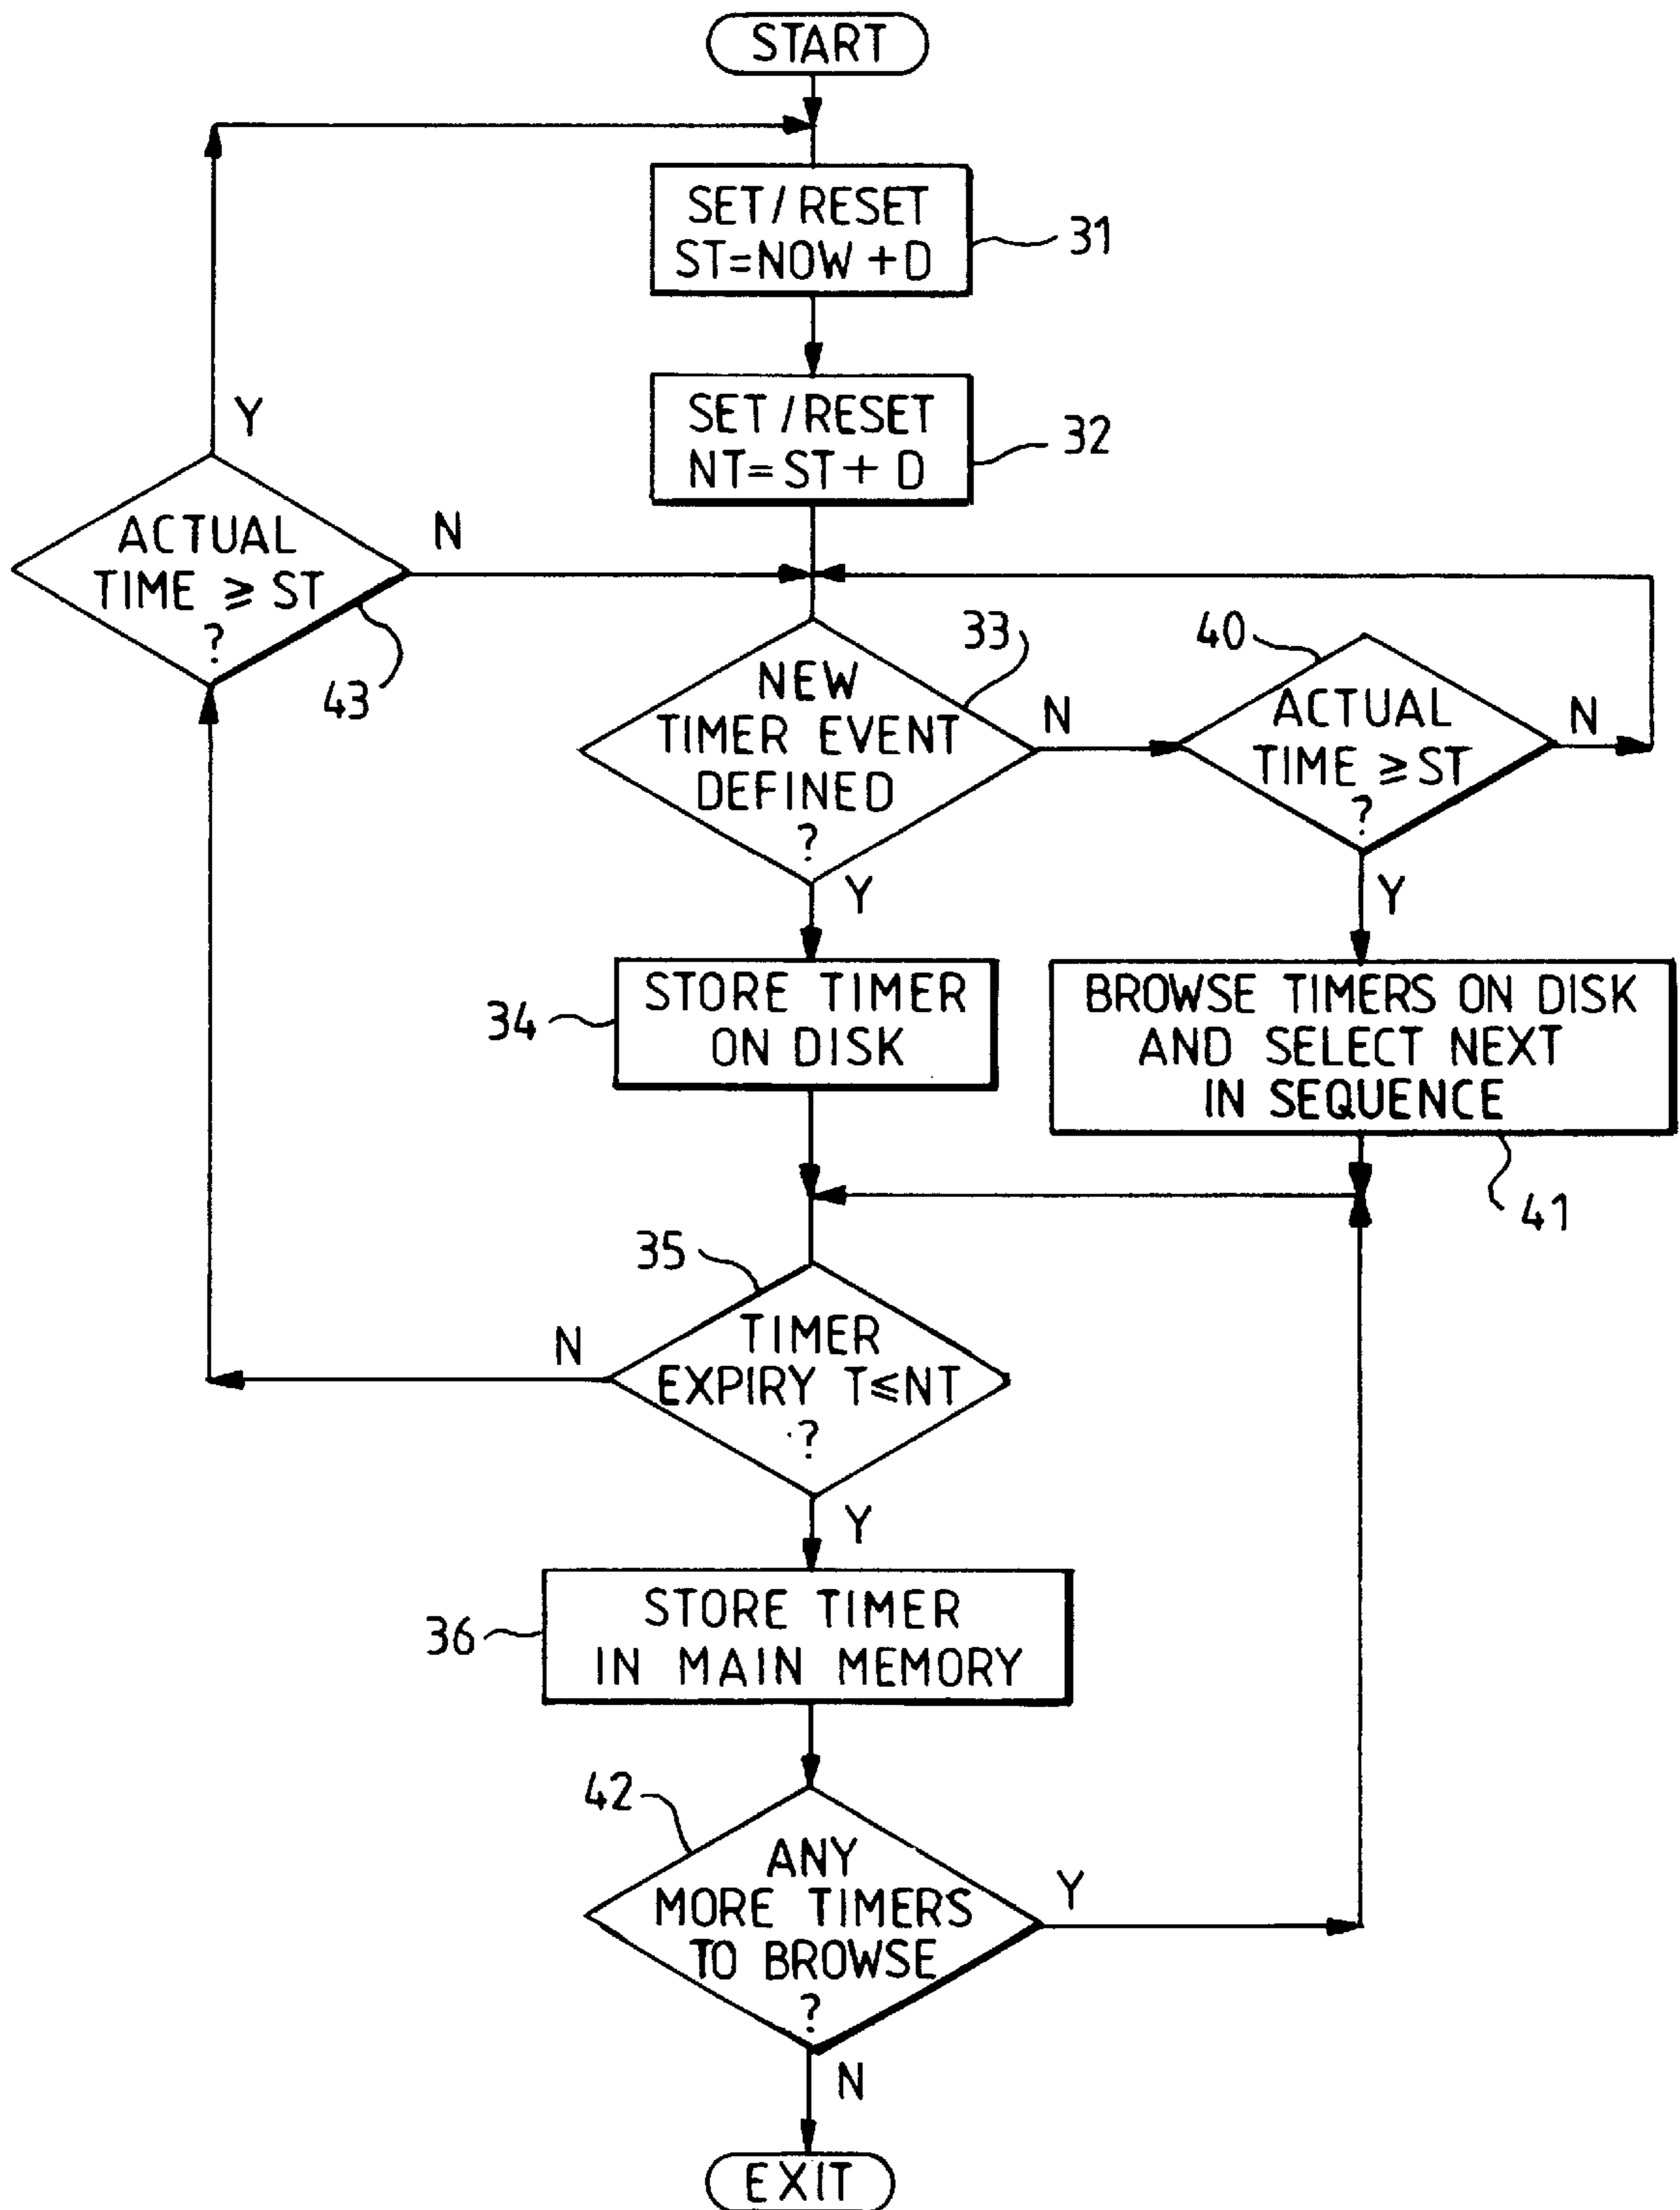 START
SET/RESET
ST=NOW+D
31
SET/RESET
NT=ST+D
32
Y
ACTUAL
TIME ≥ ST
?
N
43
NEW
TIMER EVENT
DEFINED
?
33
N
40
ACTUAL
TIME ≥ST
?
N
Y
Y
STORE TIMER
ON DISK
34
BROWSE TIMERS ON DISK
AND SELECT NEXT
IN SEQUENCE
41
35
TIMER
EXPIRY T≤NT
?
N
Y
STORE TIMER
IN MAIN MEMORY
36
42
ANY
MORE TIMERS
TO BROWSE
?
Y
N
EXIT